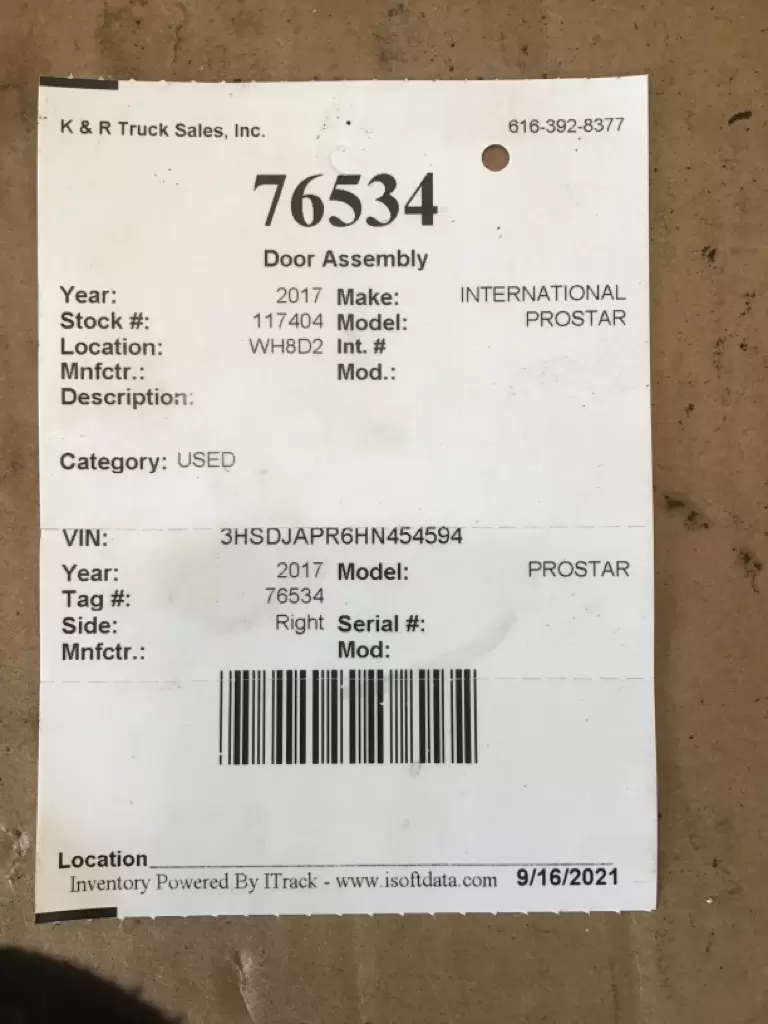 K & R Truck Sales, Inc. 616-392-8377
76534
Door Assembly
Year: 2017 Make: INTERNATIONAL
Stock #: 117404 Model: PROSTAR
Location: WH8D2 Int. #
Mnfctr.: Mod.:
Description:
Category: USED
VIN: 3HSDJAPR6HN454594
Year: 2017 Model: PROSTAR
Tag #: 76534
Side: Right Serial #:
Mnfctr.: Mod:
Location
Inventory Powered By ITrack - www.isoftdata.com 9/16/2021